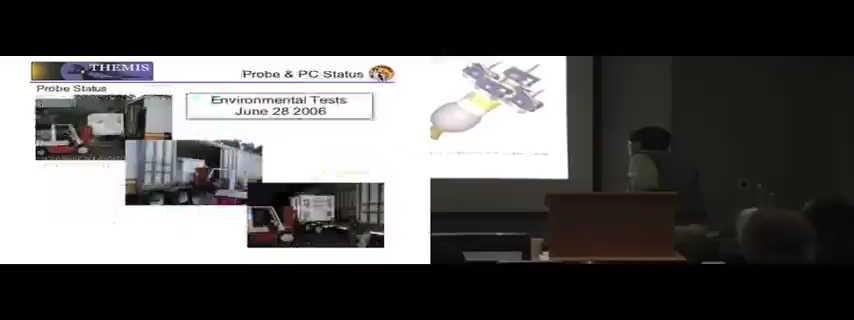 THEMIS
Probe & PC Status
Probe Status
Environmental Tests
June 28 2006